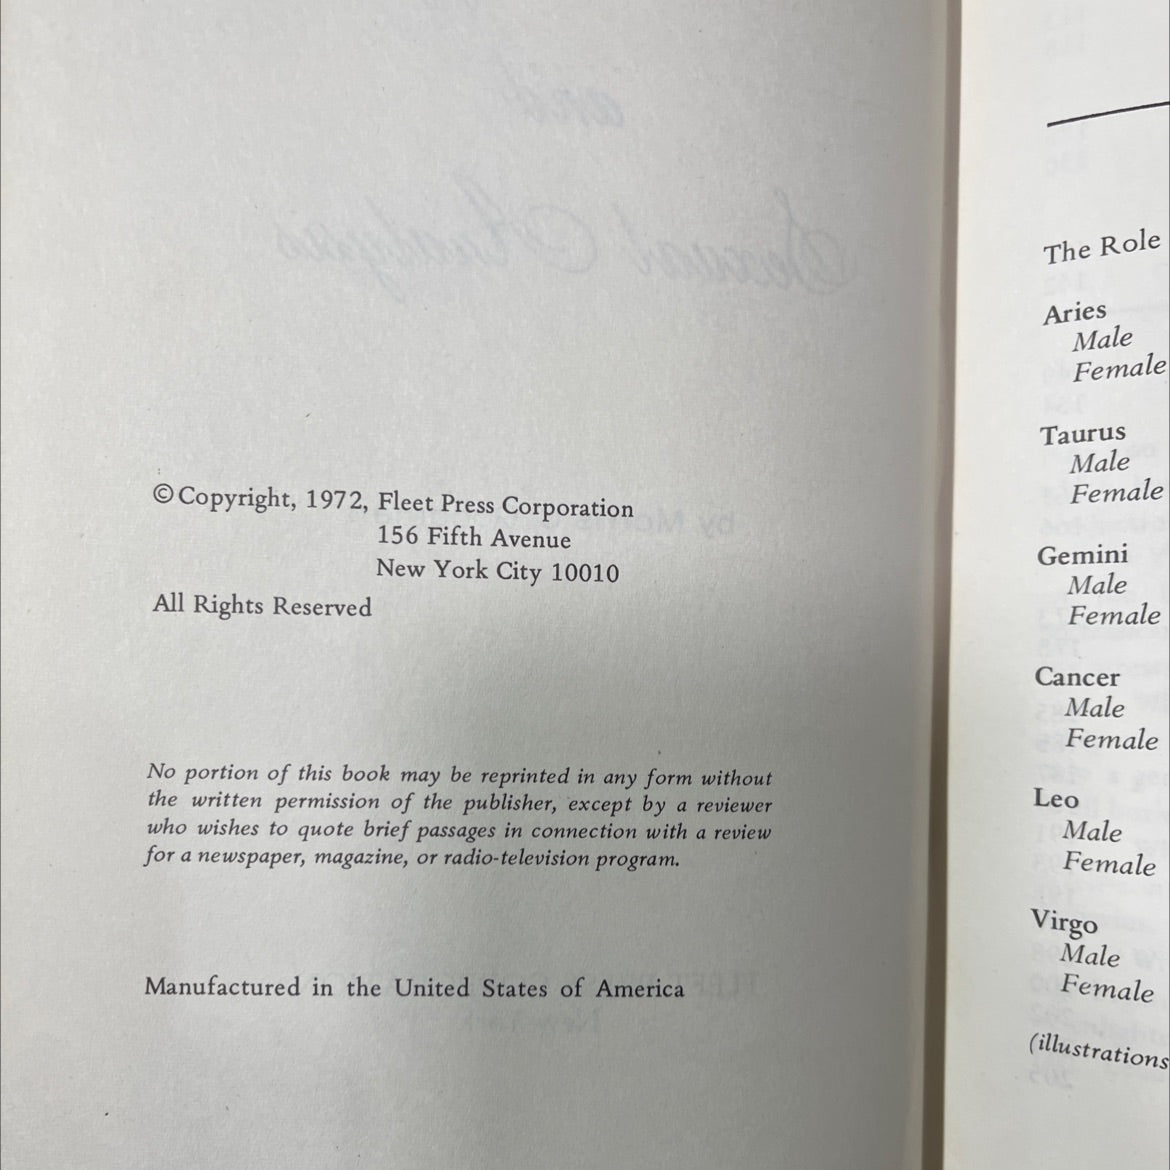 © Copyright, 1972, Fleet Press Corporation
156 Fifth Avenue
New York City 10010
All Rights Reserved
No portion of this book may be reprinted in any form without
the written permission of the publisher, except by a reviewer
who wishes to quote brief passages in connection with a review
for a newspaper, magazine, or radio-television program.
Manufactured in the United States of America
The Role
Aries
Male
Female
Taurus
Male
Female
Gemini
Male
Female
Cancer
Male
Female
Leo
Male
Female
Virgo
Male
Female
(illustrations